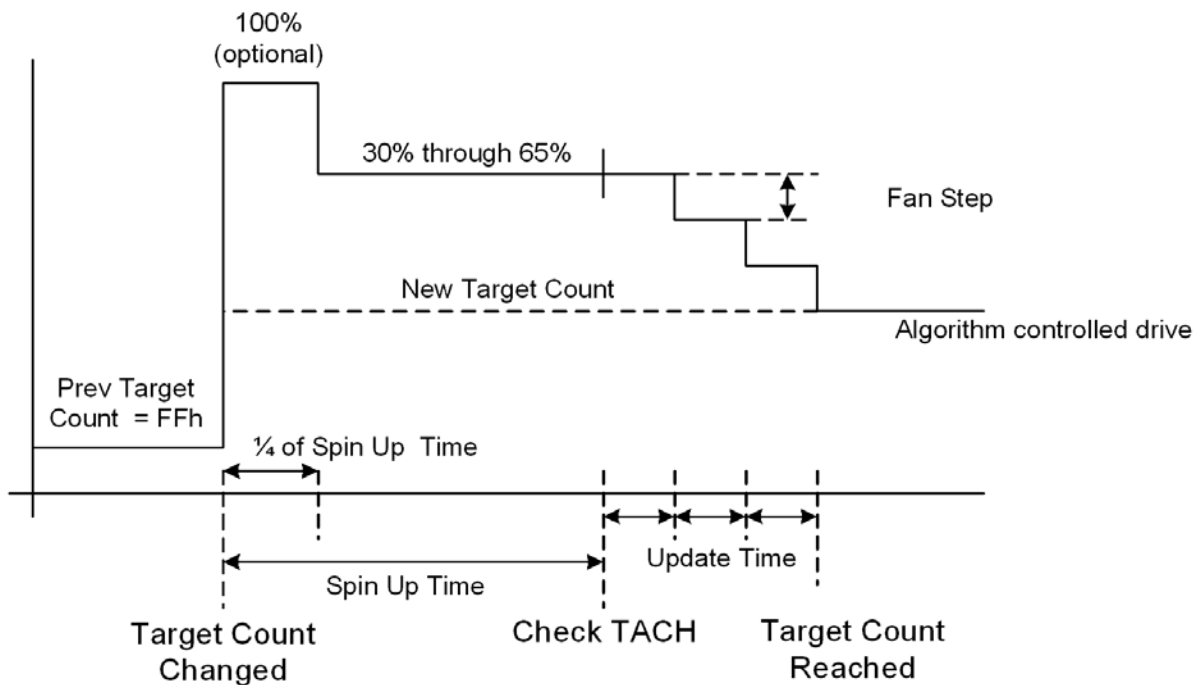 100%
(optional)
30% through 65%
Fan Step
New Target Count
Algorithm controlled drive
Prev Target
Count = FFh
¼ of Spin Up Time
Update Time
Spin Up Time
Target Count
Changed
Check TACH
Target Count
Reached